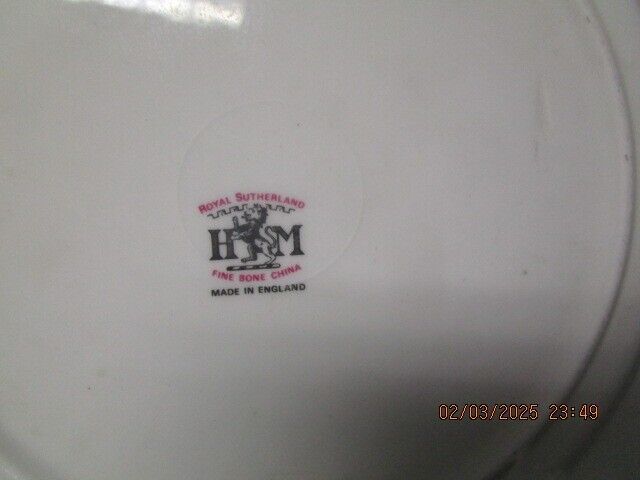 ROYAL SUTHERLAND
H M
FINE BONE CHINA
MADE IN ENGLAND
02/03/2025 23:49